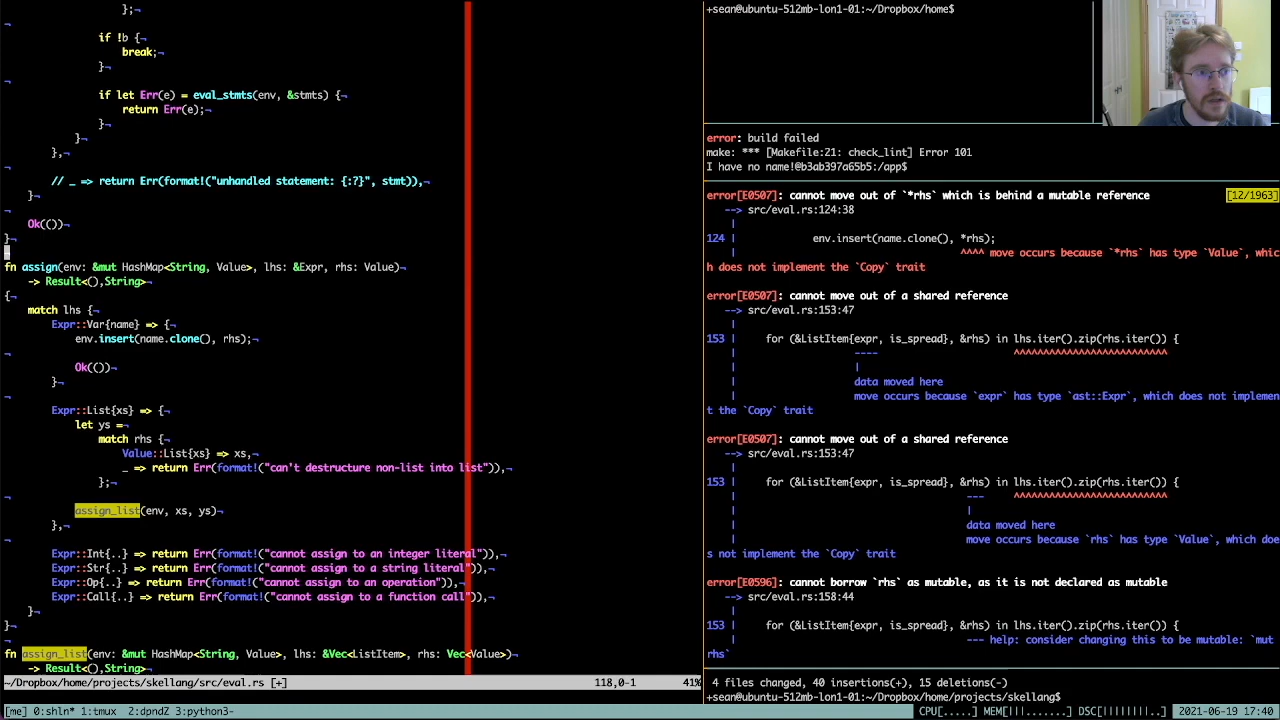 };¬
¬
if !b {¬
break;¬
}¬
¬
if let Err(e) = eval_stmts(env, &stmts) {¬
return Err(e);¬
}¬
}¬
},¬
¬
// _ => return Err(format!("unhandled statement: {:?}", stmt)),¬
}¬
¬
Ok(())¬
}¬
fn assign(env: &mut HashMap<String, Value>, lhs: &Expr, rhs: Value)¬
-> Result<(),String>¬
{¬
match lhs {¬
Expr::Var{name} => {¬
env.insert(name.clone(), rhs);¬
¬
Ok(())¬
}¬
¬
Expr::List{xs} => {¬
let ys =¬
match rhs {¬
Value::List{xs} => xs,¬
_ => return Err(format!("can't destructure non-list into list")),¬
};¬
¬
assign_list(env, xs, ys)¬
},¬
¬
Expr::Int{..} => return Err(format!("cannot assign to an integer literal")),¬
Expr::Str{..} => return Err(format!("cannot assign to a string literal")),¬
Expr::Op{..} => return Err(format!("cannot assign to an operation")),¬
Expr::Call{..} => return Err(format!("cannot assign to a function call")),¬
}¬
}¬
¬
fn assign_list(env: &mut HashMap<String, Value>, lhs: &Vec<ListItem>, rhs: Vec<Value>)¬
-> Result<(),String>¬
~/Dropbox/home/projects/skellang/src/eval.rs [+] 118,0-1 41%
+sean@ubuntu-512mb-lon1-01:~/Dropbox/home$
error: build failed
make: *** [Makefile:21: check_lint] Error 101
I have no name!@b3ab397a65b5:/app$
error[E0507]: cannot move out of `*rhs` which is behind a mutable reference [12/1963]
--> src/eval.rs:124:38
|
124 | env.insert(name.clone(), *rhs);
^^^^ move occurs because `*rhs` has type `Value`, whic
h does not implement the `Copy` trait
error[E0507]: cannot move out of a shared reference
--> src/eval.rs:153:47
|
153 | for (&ListItem{expr, is_spread}, &rhs) in lhs.iter().zip(rhs.iter()) {
| ---- ^^^^^^^^^^^^^^^^^^^^^^^^^^
| |
| data moved here
| move occurs because `expr` has type `ast::Expr`, which does not implemen
t the `Copy` trait
error[E0507]: cannot move out of a shared reference
--> src/eval.rs:153:47
|
153 | for (&ListItem{expr, is_spread}, &rhs) in lhs.iter().zip(rhs.iter()) {
| --- ^^^^^^^^^^^^^^^^^^^^^^^^^^
| |
| data moved here
| move occurs because `rhs` has type `Value`, which doe
s not implement the `Copy` trait
error[E0596]: cannot borrow `rhs` as mutable, as it is not declared as mutable
--> src/eval.rs:158:44
|
153 | for (&ListItem{expr, is_spread}, &rhs) in lhs.iter().zip(rhs.iter()) {
| --- help: consider changing this to be mutable: `mut
rhs`
4 files changed, 40 insertions(+), 15 deletions(-)
+sean@ubuntu-512mb-lon1-01:~/Dropbox/home/projects/skellang$
[me] 0:shln* 1:tmux 2:dpndZ 3:python3- CPU[.....] MEM[|||.......] DSC[||||||||..] 2021-06-19 17:40